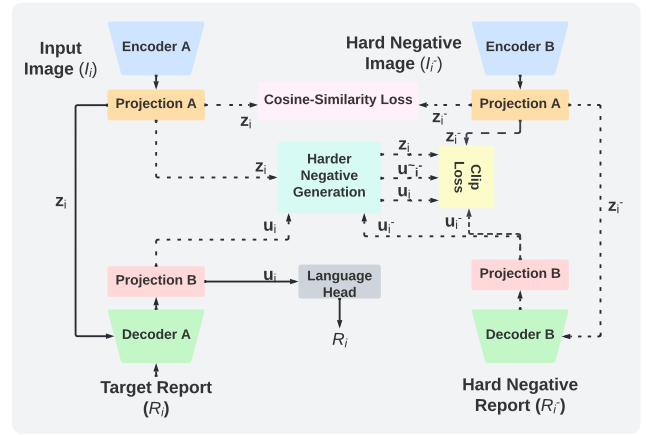 Input
Image (Ii)
Encoder A
Hard Negative
Image (Ii-)
Encoder B
Projection A
Cosine-Similarity Loss
Projection A
zi
zi-
zi-
zi
zi
Harder
Negative
Generation
zi
u~i-
ui
Clip
Loss
zi-
ui
ui-
ui-
Projection B
ui
Language
Head
Projection B
Decoder A
Ri
Decoder B
Target Report
(Ri)
Hard Negative
Report (Ri-)